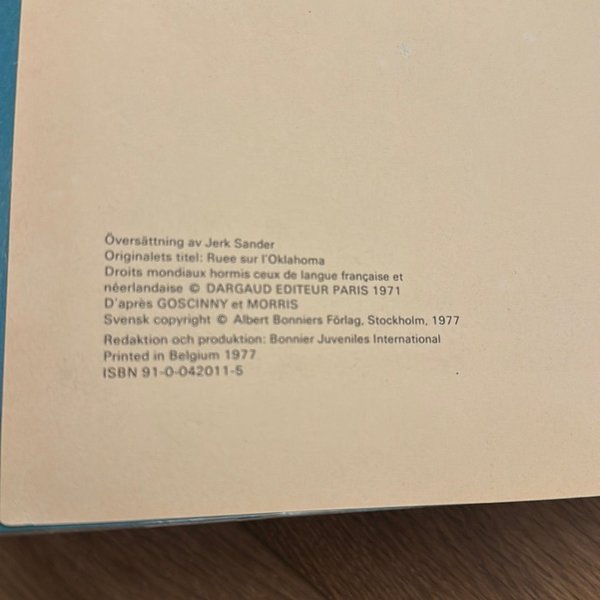 Översättning av Jerk Sander
Originalets titel: Ruee sur l'Oklahoma
Droits mondiaux hormis ceux de langue française et
néerlandaise © DARGAUD EDITEUR PARIS 1971
D'après GOSCINNY et MORRIS
Svensk copyright © Albert Bonniers Förlag, Stockholm, 1977
Redaktion och produktion: Bonnier Juveniles International
Printed in Belgium 1977
ISBN 91-0-042011-5